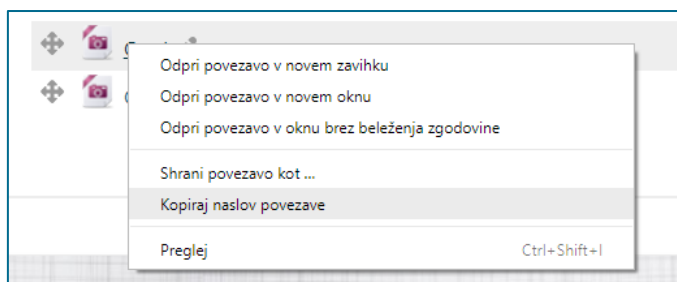 Odpri povezavo v novem zavihku
Odpri povezavo v novem oknu
Odpri povezavo v oknu brez beleženja zgodovine
Shrani povezavo kot ...
Kopiraj naslov povezave
Preglej Ctrl+Shift+I